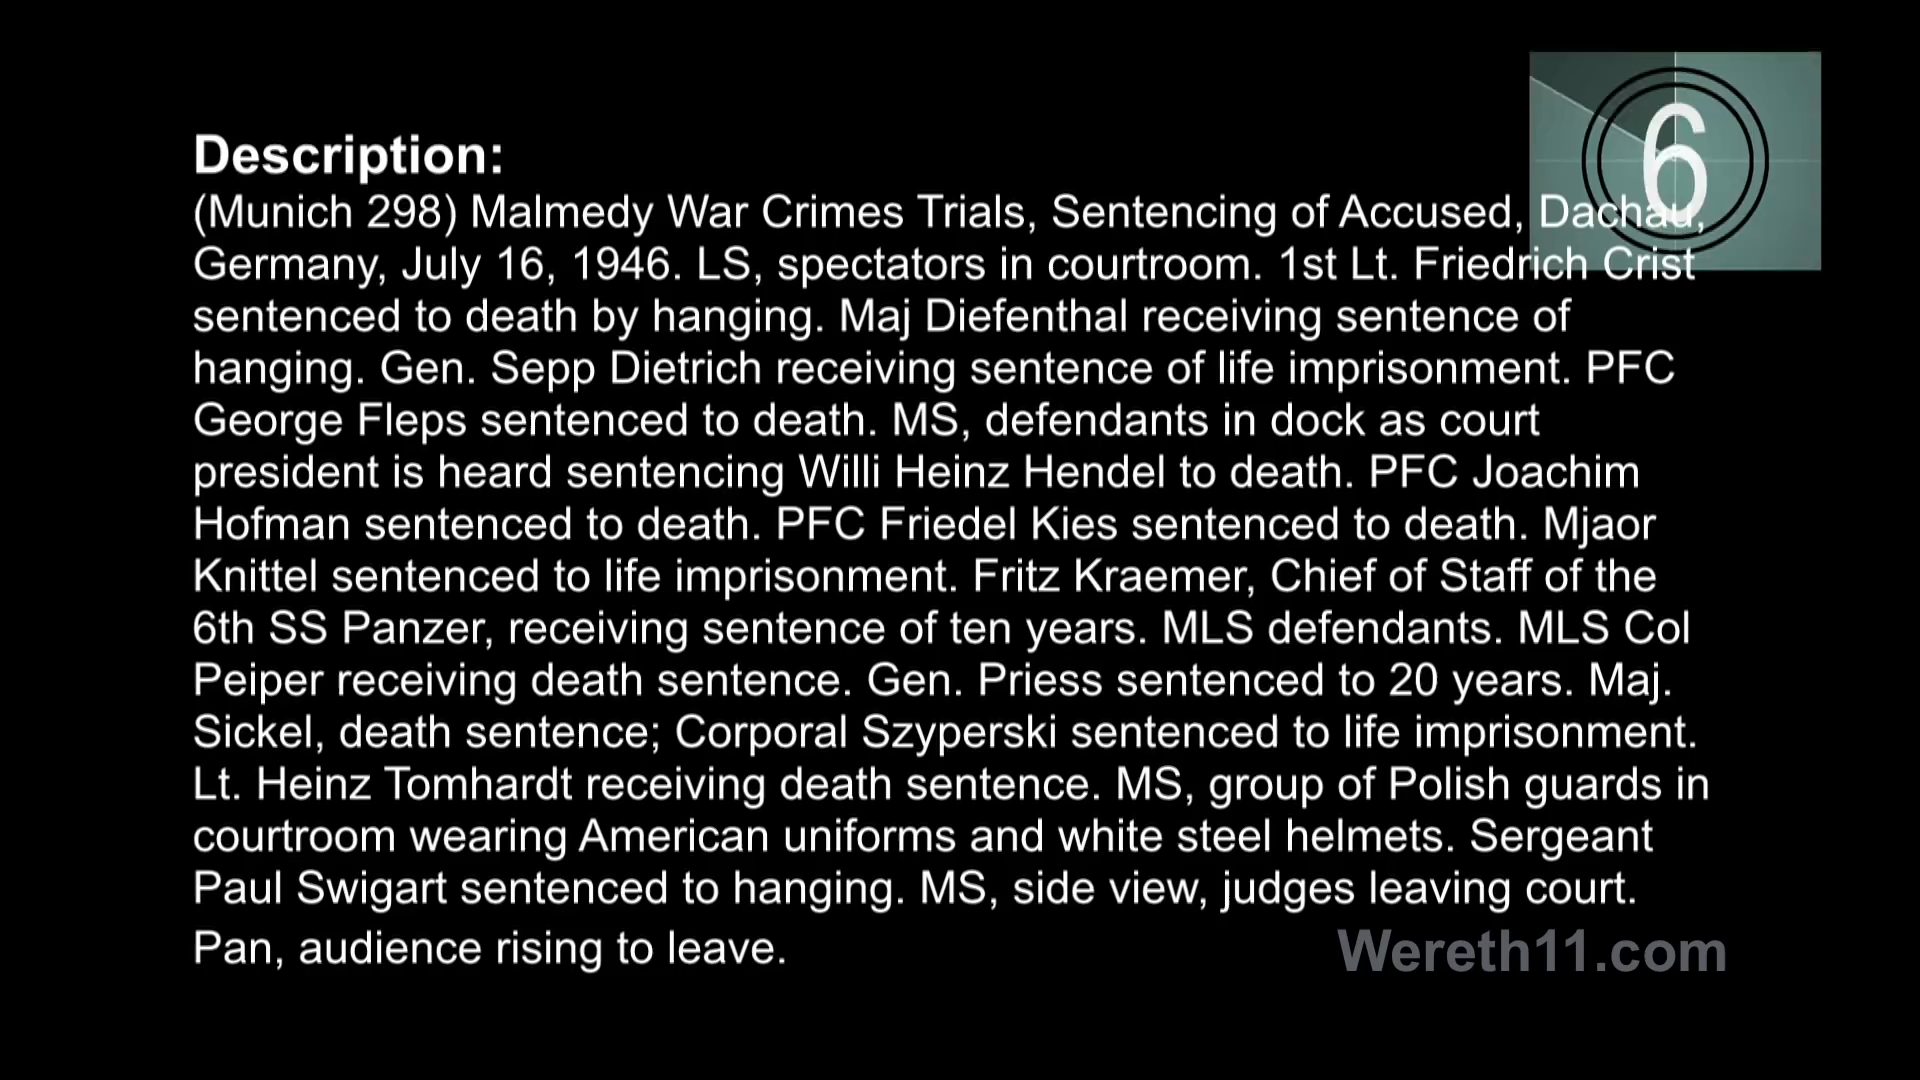 6
Description:
(Munich 298) Malmedy War Crimes Trials, Sentencing of Accused, Dachau,
Germany, July 16, 1946. LS, spectators in courtroom. 1st Lt. Friedrich Crist
sentenced to death by hanging. Maj Diefenthal receiving sentence of
hanging. Gen. Sepp Dietrich receiving sentence of life imprisonment. PFC
George Fleps sentenced to death. MS, defendants in dock as court
president is heard sentencing Willi Heinz Hendel to death. PFC Joachim
Hofman sentenced to death. PFC Friedel Kies sentenced to death. Mjaor
Knittel sentenced to life imprisonment. Fritz Kraemer, Chief of Staff of the
6th SS Panzer, receiving sentence of ten years. MLS defendants. MLS Col
Peiper receiving death sentence. Gen. Priess sentenced to 20 years. Maj.
Sickel, death sentence; Corporal Szyperski sentenced to life imprisonment.
Lt. Heinz Tomhardt receiving death sentence. MS, group of Polish guards in
courtroom wearing American uniforms and white steel helmets. Sergeant
Paul Swigart sentenced to hanging. MS, side view, judges leaving court.
Pan, audience rising to leave.
Wereth11.com